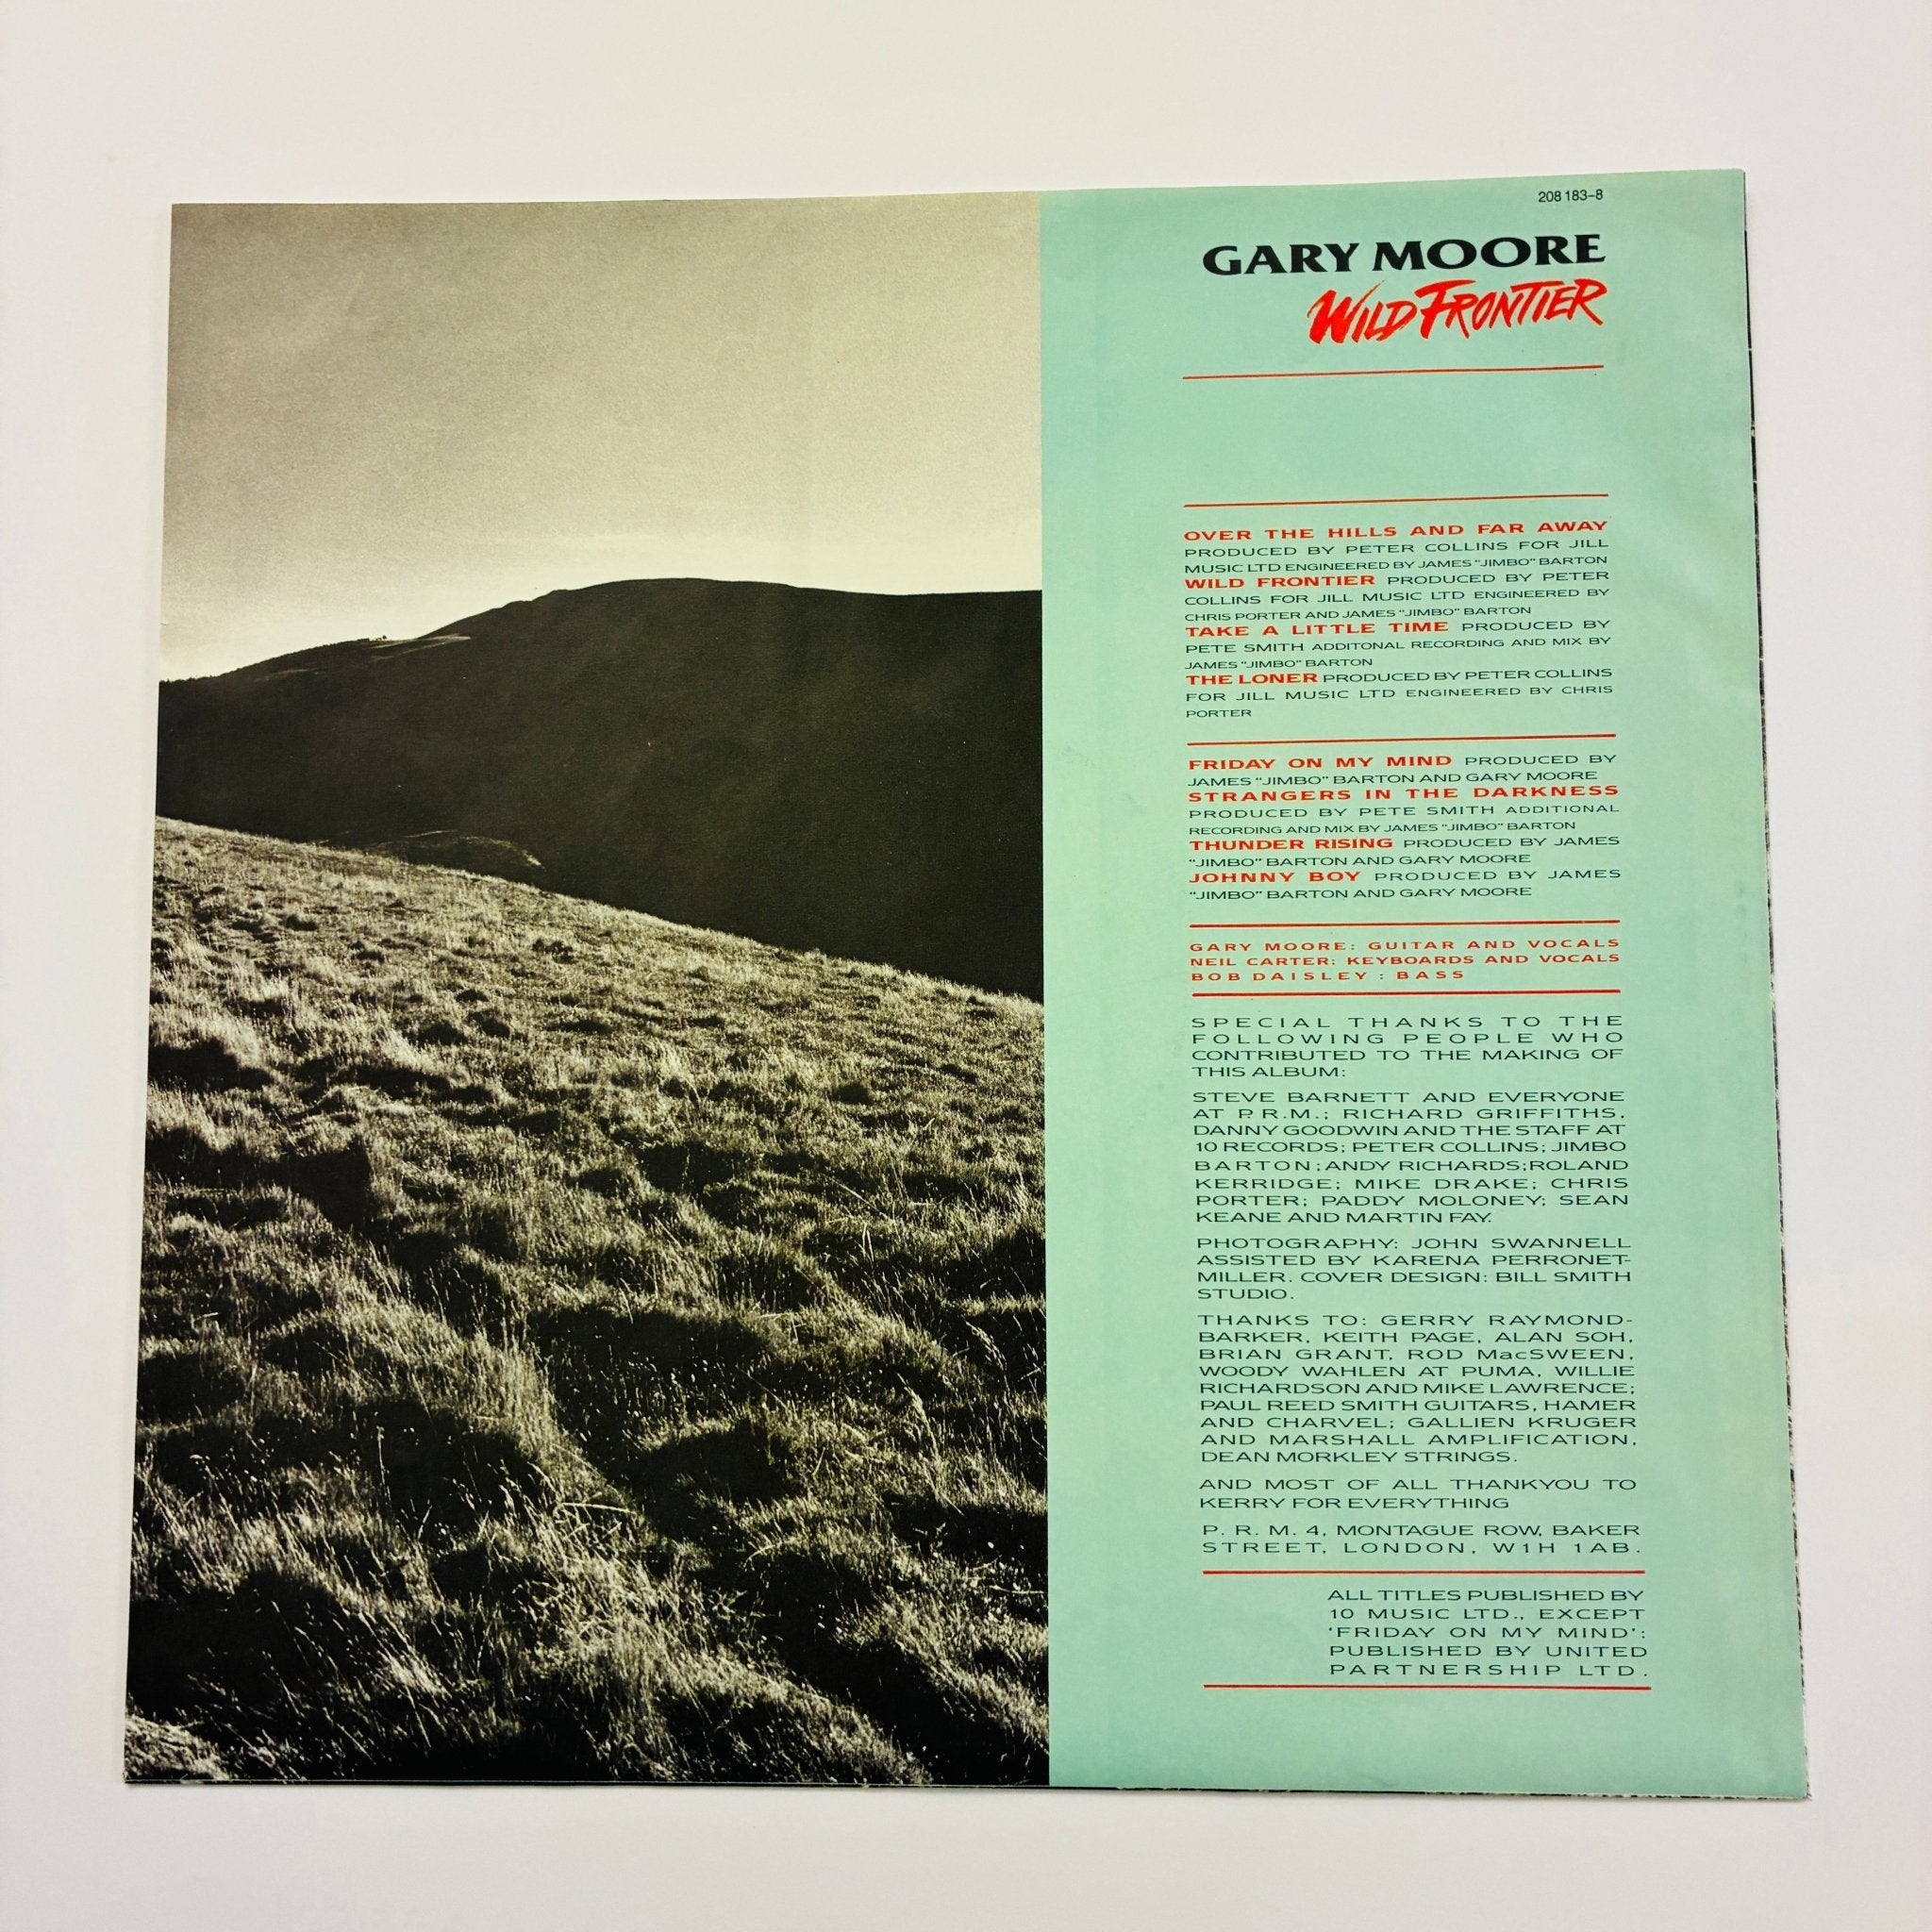 208 183-8
GARY MOORE
WILD FRONTIER
OVER THE HILLS AND FAR AWAY
PRODUCED BY PETER COLLINS FOR JILL
MUSIC LTD ENGINEERED BY JAMES "JIMBO" BARTON
WILD FRONTIER PRODUCED BY PETER
COLLINS FOR JILL MUSIC LTD ENGINEERED BY
CHRIS PORTER AND JAMES "JIMBO" BARTON
TAKE A LITTLE TIME PRODUCED BY
PETE SMITH ADDITONAL RECORDING AND MIX BY
JAMES "JIMBO" BARTON
THE LONER PRODUCED BY PETER COLLINS
FOR JILL MUSIC LTD ENGINEERED BY CHRIS
PORTER
FRIDAY ON MY MIND PRODUCED BY
JAMES "JIMBO" BARTON AND GARY MOORE
STRANGERS IN THE DARKNESS
PRODUCED BY PETE SMITH ADDITIONAL
RECORDING AND MIX BY JAMES "JIMBO" BARTON
THUNDER RISING PRODUCED BY JAMES
"JIMBO" BARTON AND GARY MOORE
JOHNNY BOY PRODUCED BY JAMES
"JIMBO" BARTON AND GARY MOORE
GARY MOORE: GUITAR AND VOCALS
NEIL CARTER: KEYBOARDS AND VOCALS
BOB DAISLEY : BASS
SPECIAL THANKS TO THE
FOLLOWING PEOPLE WHO
CONTRIBUTED TO THE MAKING OF
THIS ALBUM:
STEVE BARNETT AND EVERYONE
AT P.R.M.; RICHARD GRIFFITHS,
DANNY GOODWIN AND THE STAFF AT
10 RECORDS; PETER COLLINS; JIMBO
BARTON; ANDY RICHARDS; ROLAND
KERRIDGE; MIKE DRAKE; CHRIS
PORTER; PADDY MOLONEY; SEAN
KEANE AND MARTIN FAY.
PHOTOGRAPHY: JOHN SWANNELL
ASSISTED BY KARENA PERRONET-
MILLER. COVER DESIGN: BILL SMITH
STUDIO.
THANKS TO: GERRY RAYMOND-
BARKER, KEITH PAGE, ALAN SOH,
BRIAN GRANT, ROD MacSWEEN,
WOODY WAHLEN AT PUMA, WILLIE
RICHARDSON AND MIKE LAWRENCE;
PAUL REED SMITH GUITARS, HAMER
AND CHARVEL; GALLIEN KRUGER
AND MARSHALL AMPLIFICATION,
DEAN MORKLEY STRINGS.
AND MOST OF ALL THANKYOU TO
KERRY FOR EVERYTHING
P. R. M. 4, MONTAGUE ROW, BAKER
STREET, LONDON, W1H 1AB.
ALL TITLES PUBLISHED BY
10 MUSIC LTD., EXCEPT
'FRIDAY ON MY MIND':
PUBLISHED BY UNITED
PARTNERSHIP LTD.